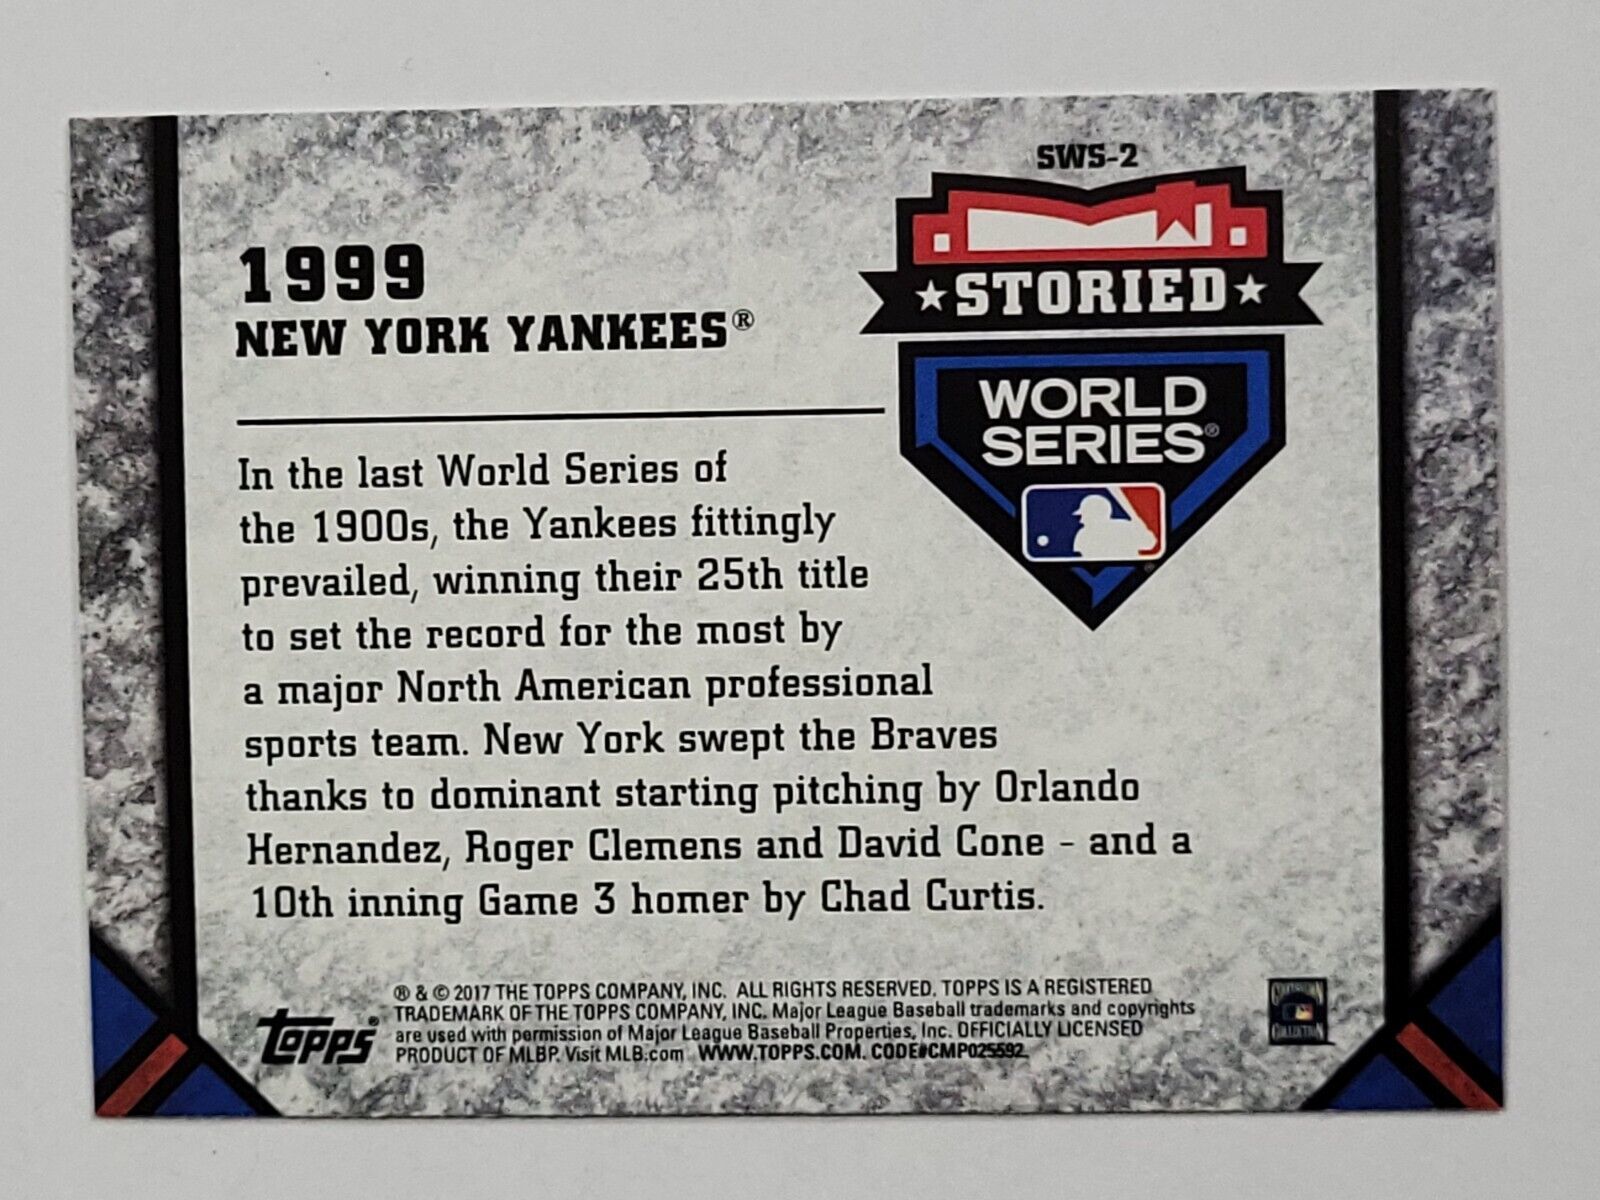 SWS-2
STORIED
WORLD
SERIES®
1999
NEW YORK YANKEES®
In the last World Series of
the 1900s, the Yankees fittingly
prevailed, winning their 25th title
to set the record for the most by
a major North American professional
sports team. New York swept the Braves
thanks to dominant starting pitching by Orlando
Hernandez, Roger Clemens and David Cone - and a
10th inning Game 3 homer by Chad Curtis.
Topps®
® & © 2017 THE TOPPS COMPANY, INC. ALL RIGHTS RESERVED. TOPPS IS A REGISTERED
TRADEMARK OF THE TOPPS COMPANY, INC. Major League Baseball trademarks and copyrights
are used with permission of Major League Baseball Properties, Inc. OFFICIALLY LICENSED
PRODUCT OF MLBP. Visit MLB.com WWW.TOPPS.COM. CODE#CMP025592
COLLECTION